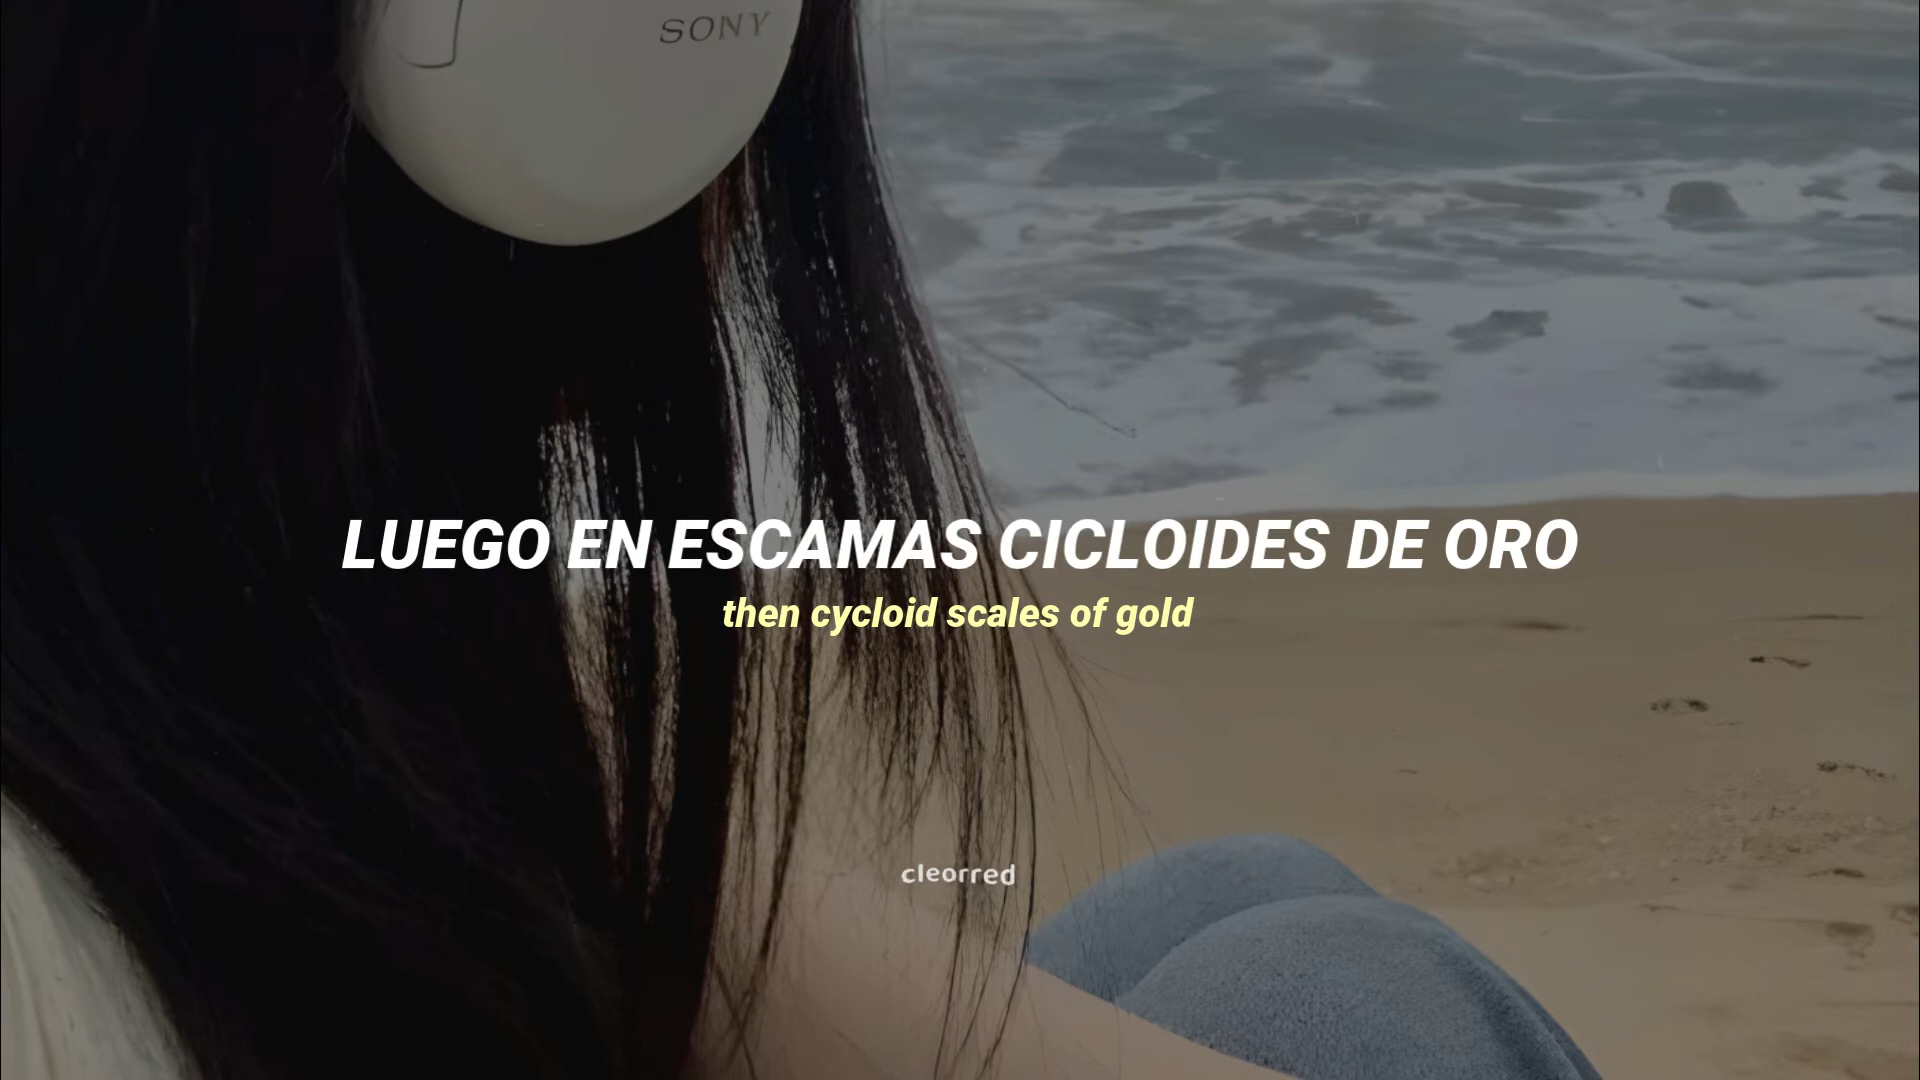 SONY
LUEGO EN ESCAMAS CICLOIDES DE ORO
then cycloid scales of gold
cleorred